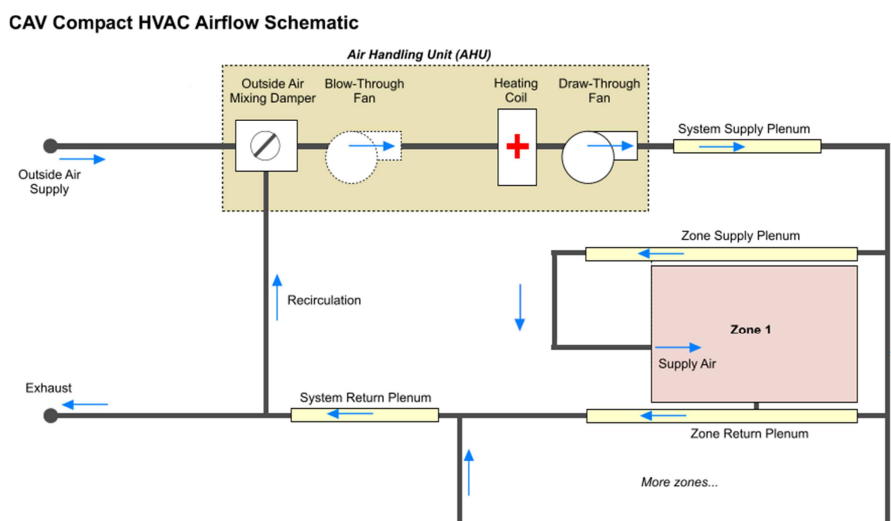 CAV Compact HVAC Airflow Schematic
Air Handling Unit (AHU)
Outside Air
Mixing Damper
Blow-Through
Fan
Heating
Coil
Draw-Through
Fan
System Supply Plenum
Outside Air
Supply
Zone Supply Plenum
Recirculation
Zone 1
Supply Air
Exhaust
System Return Plenum
Zone Return Plenum
More zones...